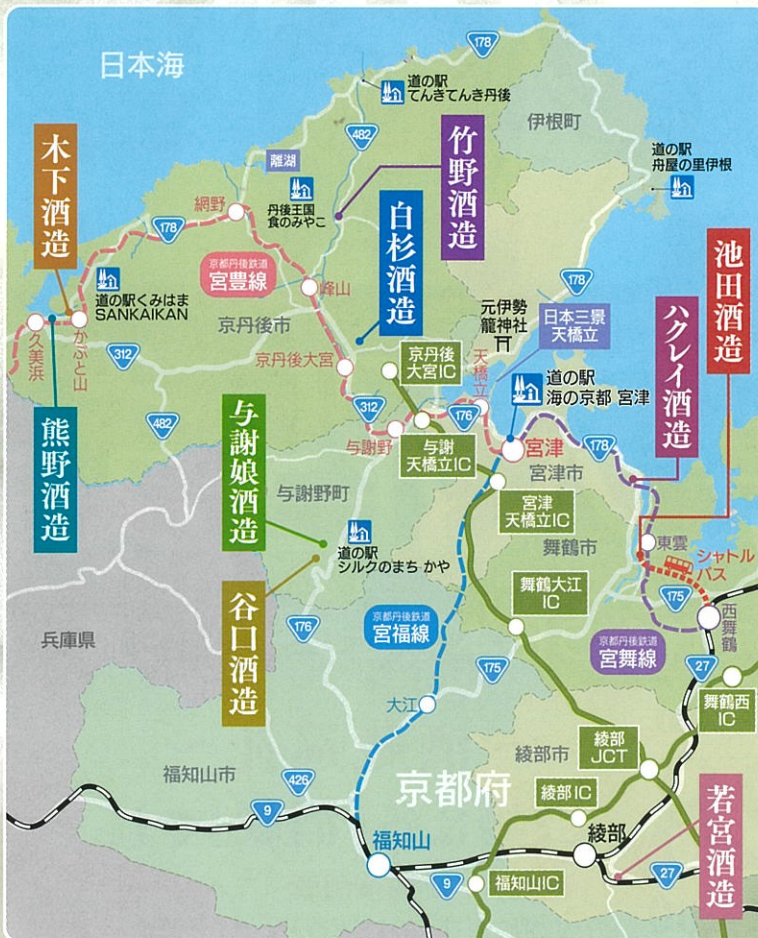 日本海
178
道の駅
てんきてんき丹後
伊根町
482
道の駅
舟屋の里伊根
離湖
丹後王国
食のみやこ
竹野酒造
木下酒造
網野
178
白杉酒造
池田酒造
京都丹後鉄道
宮豊線
峰山
178
ハクレイ酒造
道の駅くみはま
SANKAIKAN
元伊勢
籠神社
日本三景
天橋立
京丹後市
久美浜
かぶと山
312
京丹後大宮
京丹後
大宮IC
天橋立
道の駅
海の京都 宮津
312
176
482
与謝野
与謝
天橋立IC
宮津
178
熊野酒造
与謝娘酒造
宮津市
与謝野町
宮津
天橋立IC
道の駅
シルクのまち かや
舞鶴市
東雲
シャトル
バス
175
舞鶴大江
IC
西舞鶴
谷口酒造
京都丹後鉄道
宮福線
京都丹後鉄道
宮舞線
兵庫県
176
175
27
舞鶴西
IC
大江
綾部市
綾部
JCT
福知山市
426
京都府
9
綾部IC
若宮酒造
福知山
綾部
9
福知山IC
27